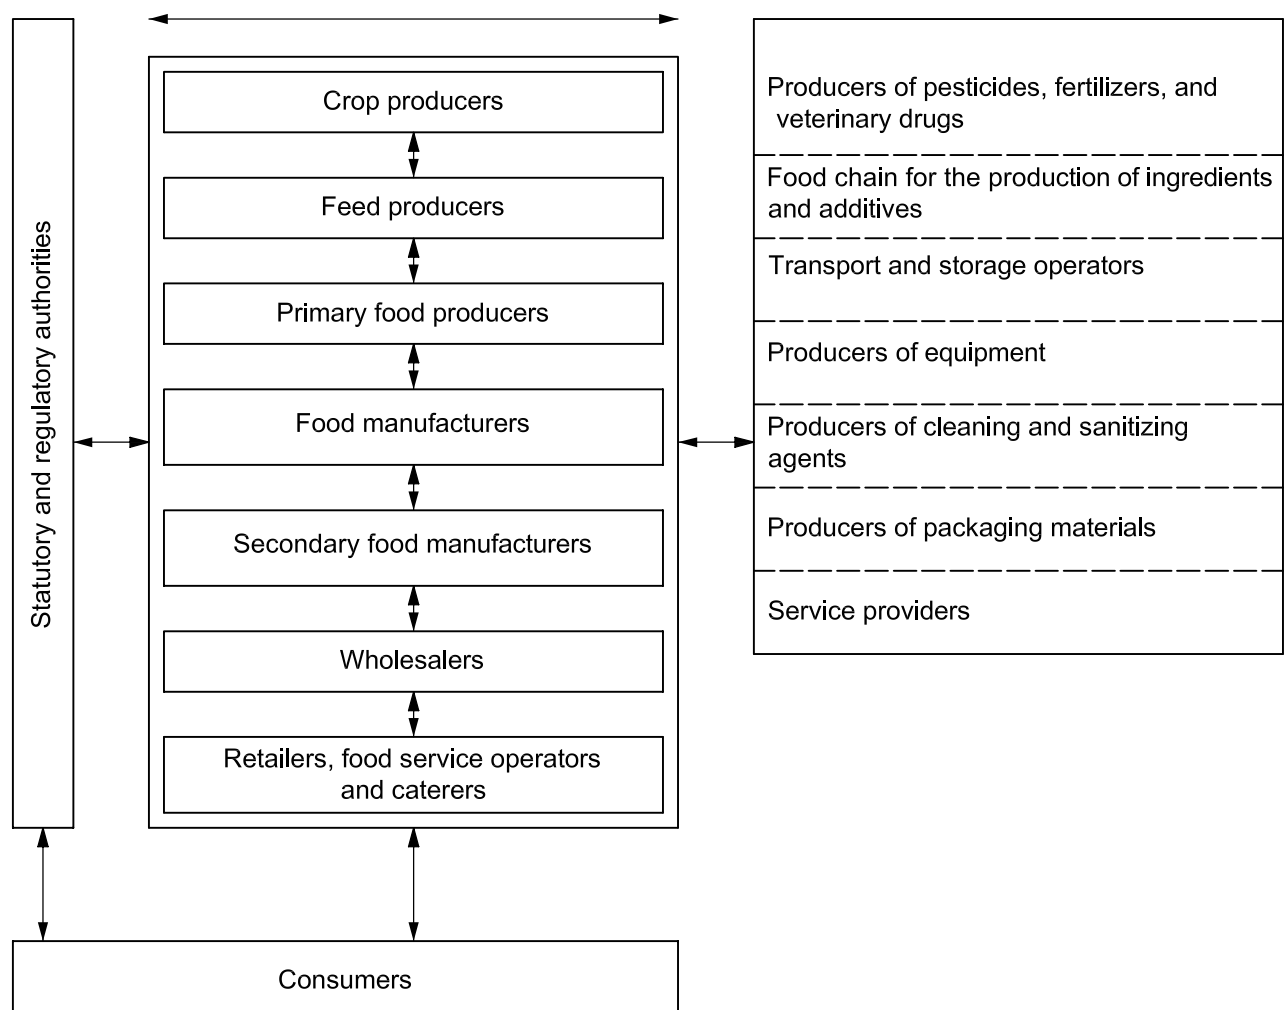 Statutory and regulatory authorities
Crop producers
Feed producers
Primary food producers
Food manufacturers
Secondary food manufacturers
Wholesalers
Retailers, food service operators
and caterers
Producers of pesticides, fertilizers, and
veterinary drugs
Food chain for the production of ingredients
and additives
Transport and storage operators
Producers of equipment
Producers of cleaning and sanitizing
agents
Producers of packaging materials
Service providers
Consumers